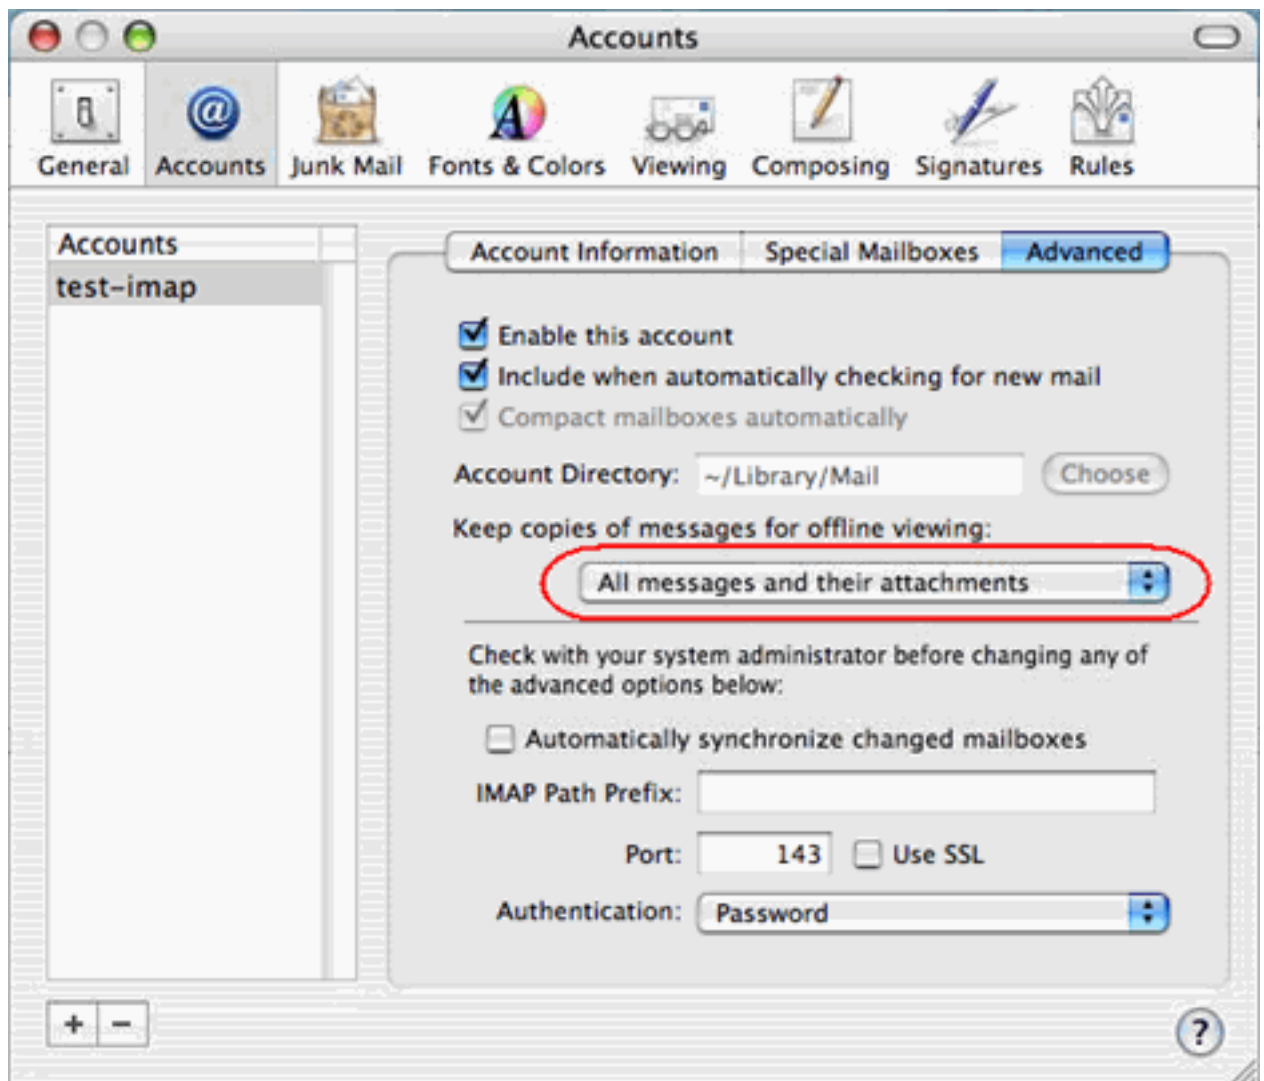 Accounts
General Accounts Junk Mail Fonts & Colors Viewing Composing Signatures Rules
Accounts
test-imap
Account Information Special Mailboxes Advanced
Enable this account
Include when automatically checking for new mail
Compact mailboxes automatically
Account Directory: ~/Library/Mail Choose
Keep copies of messages for offline viewing:
All messages and their attachments
Check with your system administrator before changing any of
the advanced options below:
Automatically synchronize changed mailboxes
IMAP Path Prefix:
Port: 143 Use SSL
Authentication: Password
+ − ?